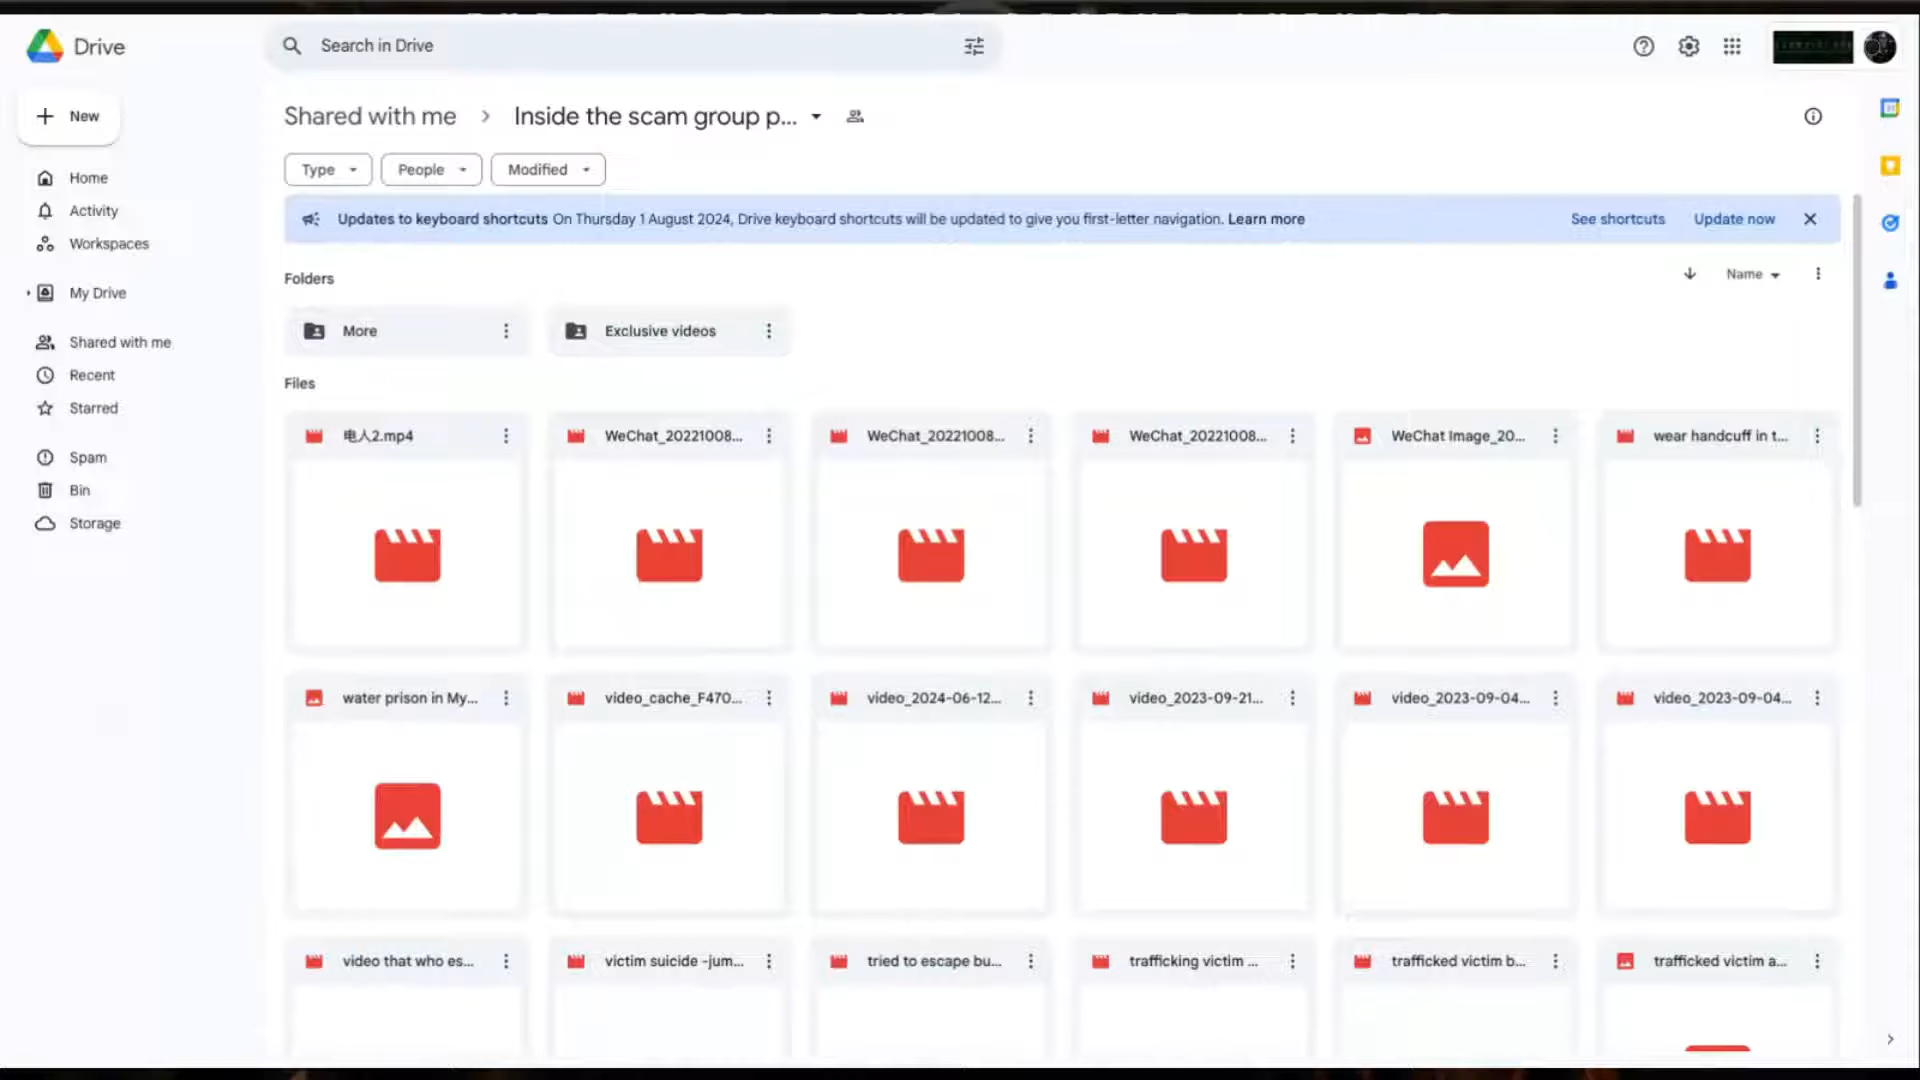 Drive
Search in Drive
New
Shared with me
Inside the scam group p...
Type
People
Modified
Home
Activity
Workspaces
My Drive
Shared with me
Recent
Starred
Spam
Bin
Storage
Updates to keyboard shortcuts On Thursday 1 August 2024, Drive keyboard shortcuts will be updated to give you first-letter navigation. Learn more
See shortcuts
Update now
Folders
Name
More
Exclusive videos
Files
电人2.mp4
WeChat_20221008...
WeChat_20221008...
WeChat_20221008...
WeChat Image_20...
wear handcuff in t...
water prison in My...
video_cache_F470...
video_2024-06-12...
video_2023-09-21...
video_2023-09-04...
video_2023-09-04...
video that who es...
victim suicide -jum...
tried to escape bu...
trafficking victim ...
trafficked victim b...
trafficked victim a...